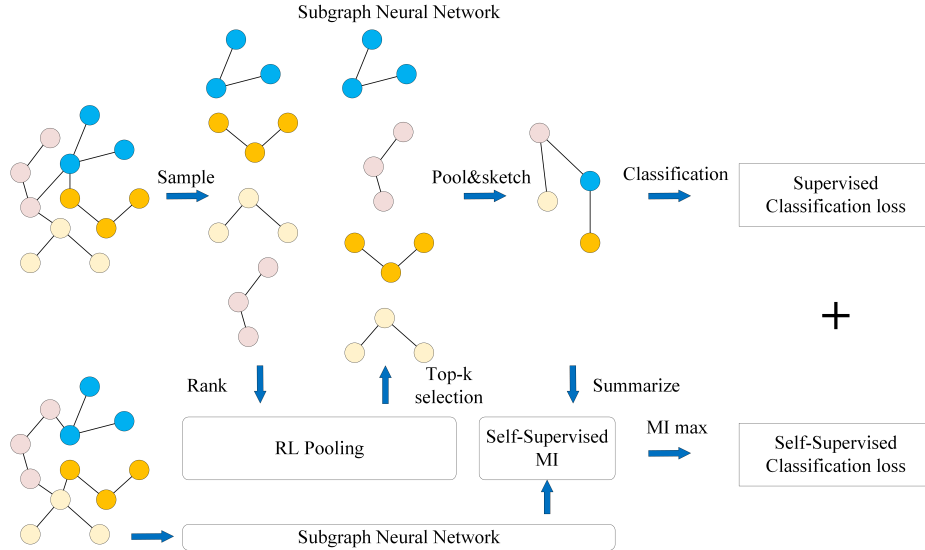 Subgraph Neural Network
Sample
Pool&sketch
Classification
Supervised
Classification loss
+
Rank
Top-k
selection
Summarize
RL Pooling
Self-Supervised
MI
MI max
Self-Supervised
Classification loss
Subgraph Neural Network